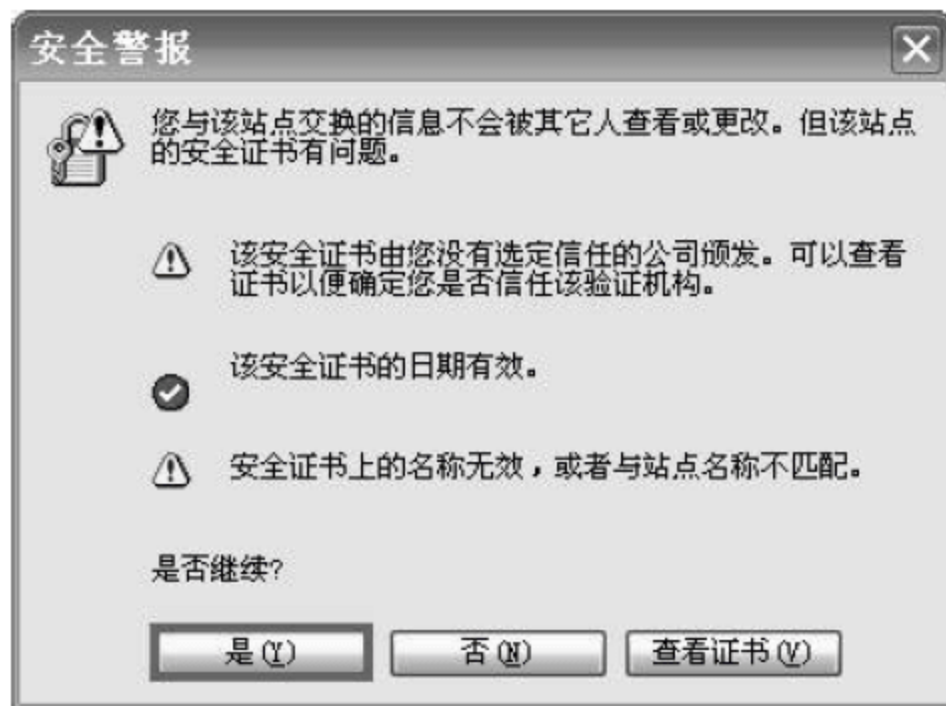 安全警报
您与该站点交换的信息不会被其它人查看或更改。但该站点
的安全证书有问题。
该安全证书由您没有选定信任的公司颁发。可以查看
证书以便确定您是否信任该验证机构。
该安全证书的日期有效。
安全证书上的名称无效，或者与站点名称不匹配。
是否继续?
是(Y) 否(N) 查看证书(V)